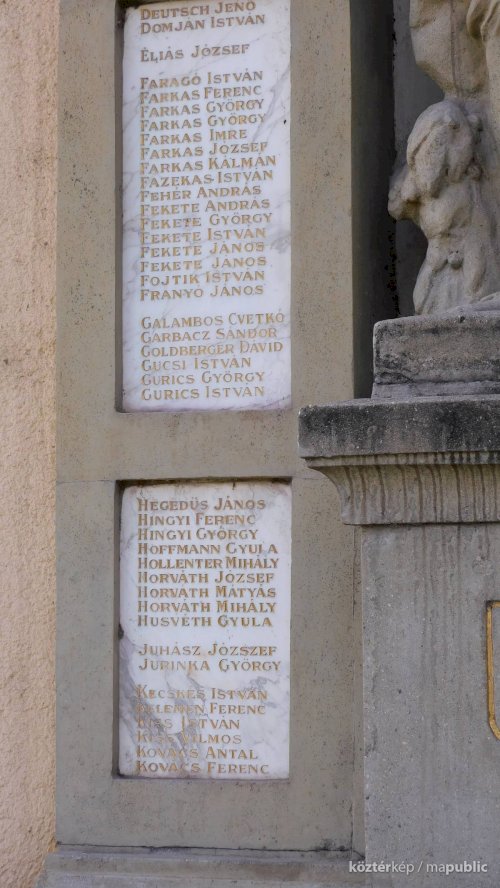 DEUTSCH JENŐ
DOMJÁN ISTVÁN
ÉLIÁS JÓZSEF
FARAGÓ ISTVÁN
FARKAS FERENC
FARKAS GYÖRGY
FARKAS GYÖRGY
FARKAS IMRE
FARKAS JÓZSEF
FARKAS KÁLMÁN
FAZEKAS ISTVÁN
FEHÉR ANDRÁS
FEKETE ANDRÁS
FEKETE GYÖRGY
FEKETE ISTVÁN
FEKETE JÁNOS
FEKETE JÁNOS
FOJTIK ISTVÁN
FRANYO JÁNOS
GALAMBOS CVETKÓ
GARBACZ SÁNDOR
GOLDBERGER DÁVID
GUCSI ISTVÁN
GURICS GYÖRGY
GURICS ISTVÁN
HEGEDÜS JÁNOS
HINGYI FERENC
HINGYI GYÖRGY
HOFFMANN GYULA
HOLLENTER MIHÁLY
HORVÁTH JÓZSEF
HORVÁTH MÁTYÁS
HORVÁTH MIHÁLY
HUSVÉTH GYULA
JUHÁSZ JÓZSZEF
JURINKA GYÖRGY
KECSKÉS ISTVÁN
KELEMEN FERENC
KISS ISTVÁN
KISS VILMOS
KOVÁCS ANTAL
KOVÁCS FERENC
köztérkép / mapublic